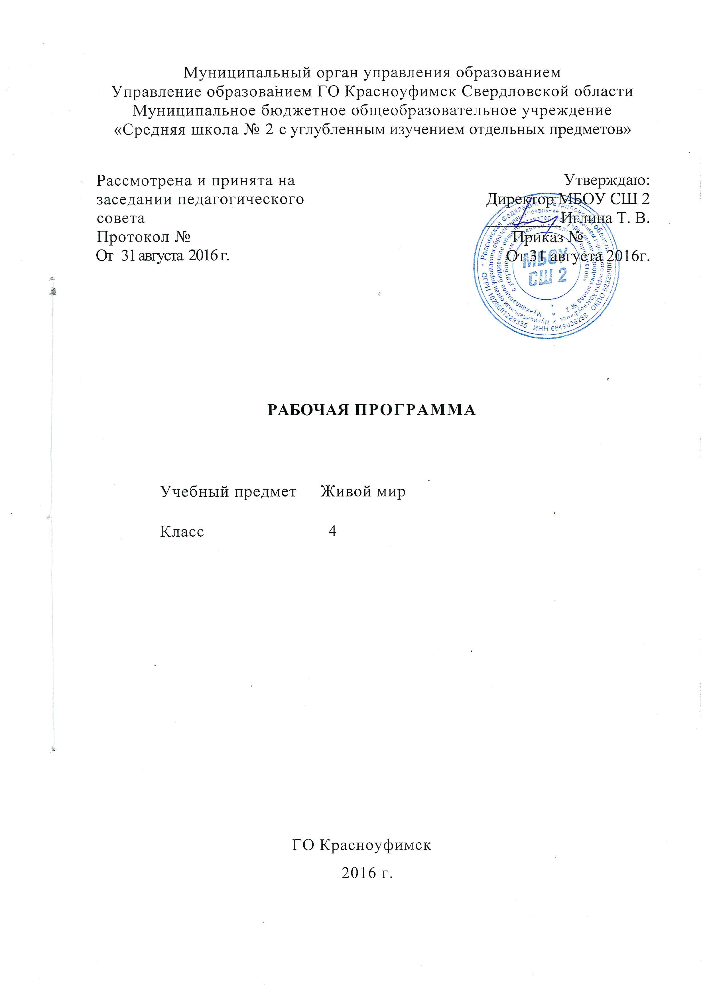 Муниципальный орган управления образованием
Управление образованием ГО Красноуфимск Свердловской области
Муниципальное бюджетное общеобразовательное учреждение
«Средняя школа № 2 с углубленным изучением отдельных предметов»
Рассмотрена и принята на
заседании педагогического
совета
Протокол №
От 31 августа 2016 г.
Утверждаю:
Директор МБОУ СШ 2
Иглина Т. В.
Приказ №
От 31 августа 2016г.
МБОУ
СШ 2
Российская Федерация
ОГРН 1026601229335 ИНН 6619006288 ОКПО
РАБОЧАЯ ПРОГРАММА
Учебный предмет Живой мир
Класс 4
ГО Красноуфимск
2016 г.